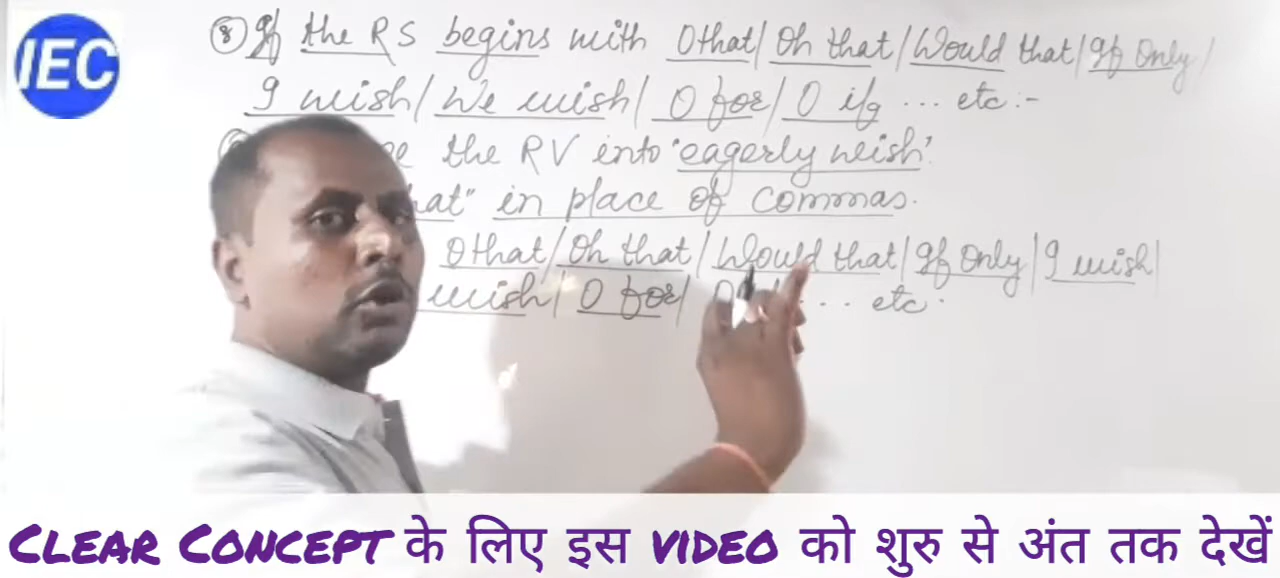 IEC
⑧ If the RS begins with O that/ Oh that/ Would that/ If Only/
I wish/ We wish/ O for/ O if ... etc:-
the RV into 'eagerly wish'.
in place of commas.
O that/ Oh that/ Would that/ If Only/ I wish/
wish/ O for/ ... etc.
CLEAR CONCEPT के लिए इस VIDEO को शुरु से अंत तक देखें